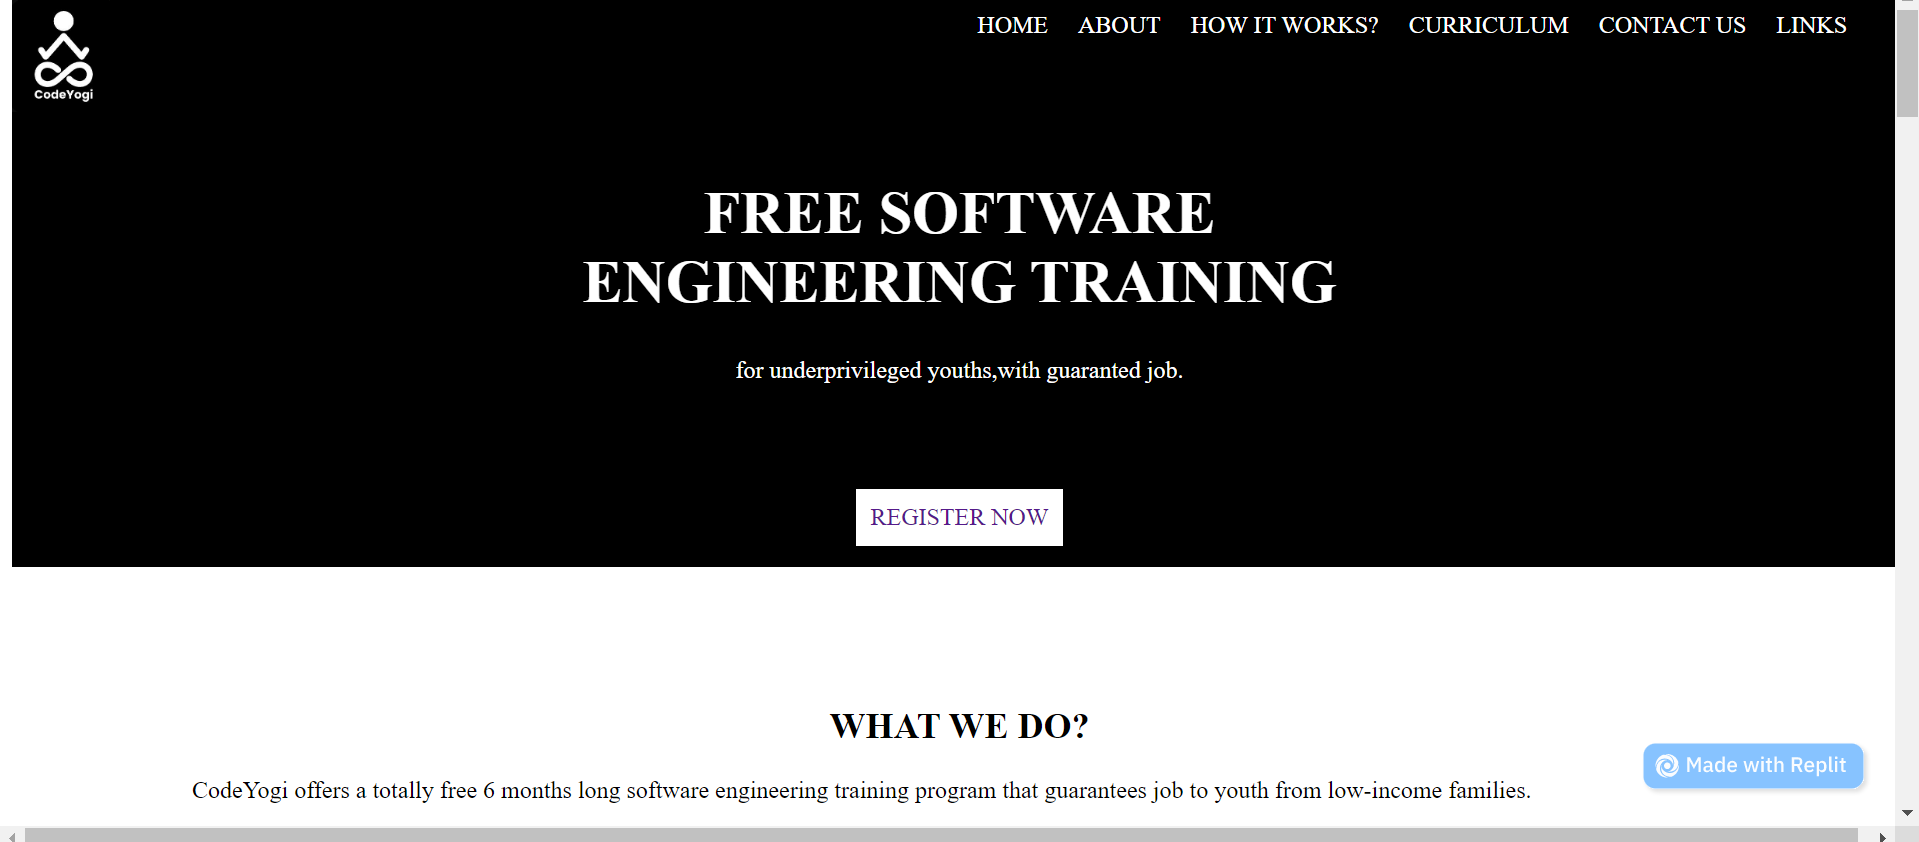 CodeYogi
HOME ABOUT HOW IT WORKS? CURRICULUM CONTACT US LINKS
FREE SOFTWARE
ENGINEERING TRAINING
for underprivileged youths,with guaranted job.
REGISTER NOW
WHAT WE DO?
CodeYogi offers a totally free 6 months long software engineering training program that guarantees job to youth from low-income families.
Made with Replit